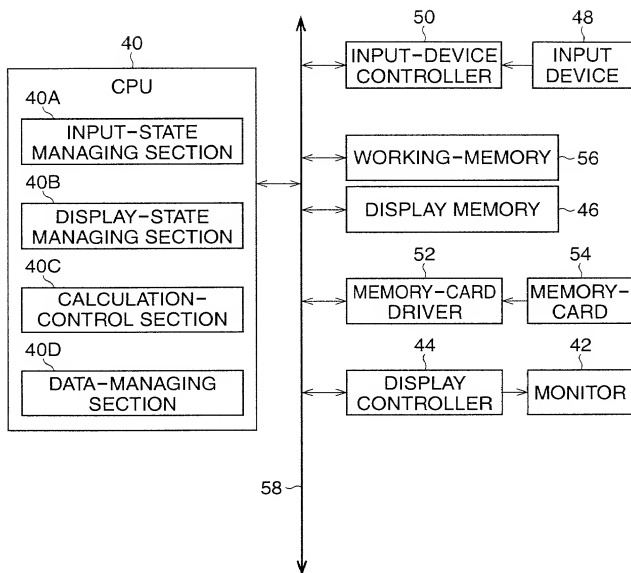 40
CPU
40A
INPUT-STATE
MANAGING SECTION
40B
DISPLAY-STATE
MANAGING SECTION
40C
CALCULATION-
CONTROL SECTION
40D
DATA-MANAGING
SECTION
58
50
INPUT-DEVICE
CONTROLLER
48
INPUT
DEVICE
WORKING-MEMORY
56
DISPLAY MEMORY
46
52
MEMORY-CARD
DRIVER
54
MEMORY-
CARD
44
DISPLAY
CONTROLLER
42
MONITOR